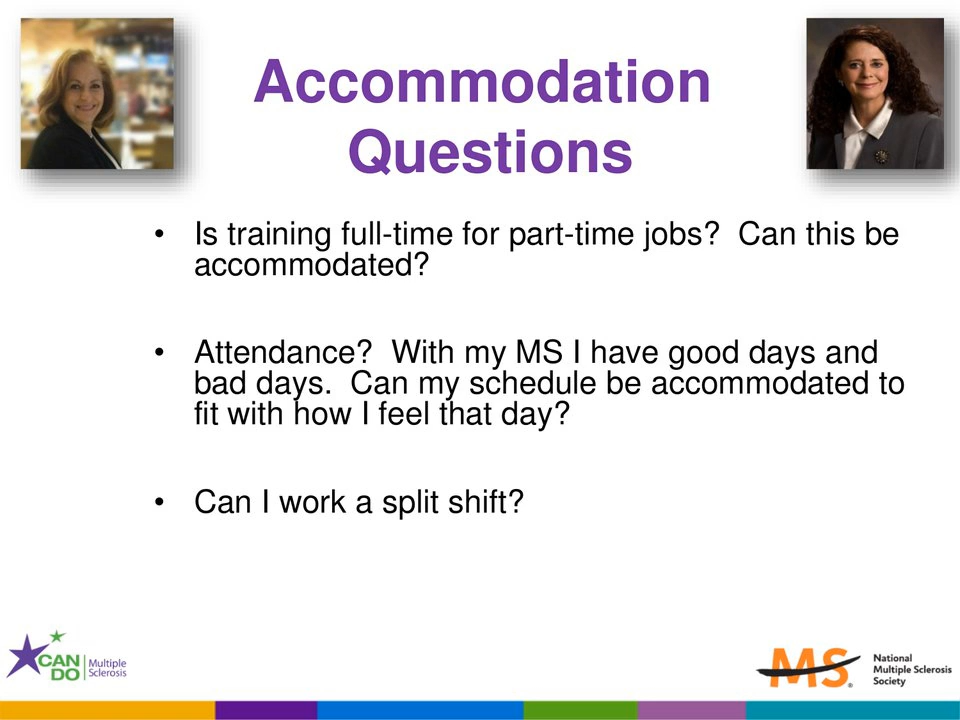 Accommodation
Questions
• Is training full-time for part-time jobs?  Can this be
accommodated?
• Attendance?  With my MS I have good days and
bad days.  Can my schedule be accommodated to
fit with how I feel that day?
• Can I work a split shift?
CAN
DO
Multiple
Sclerosis
MS
®
National
Multiple Sclerosis
Society